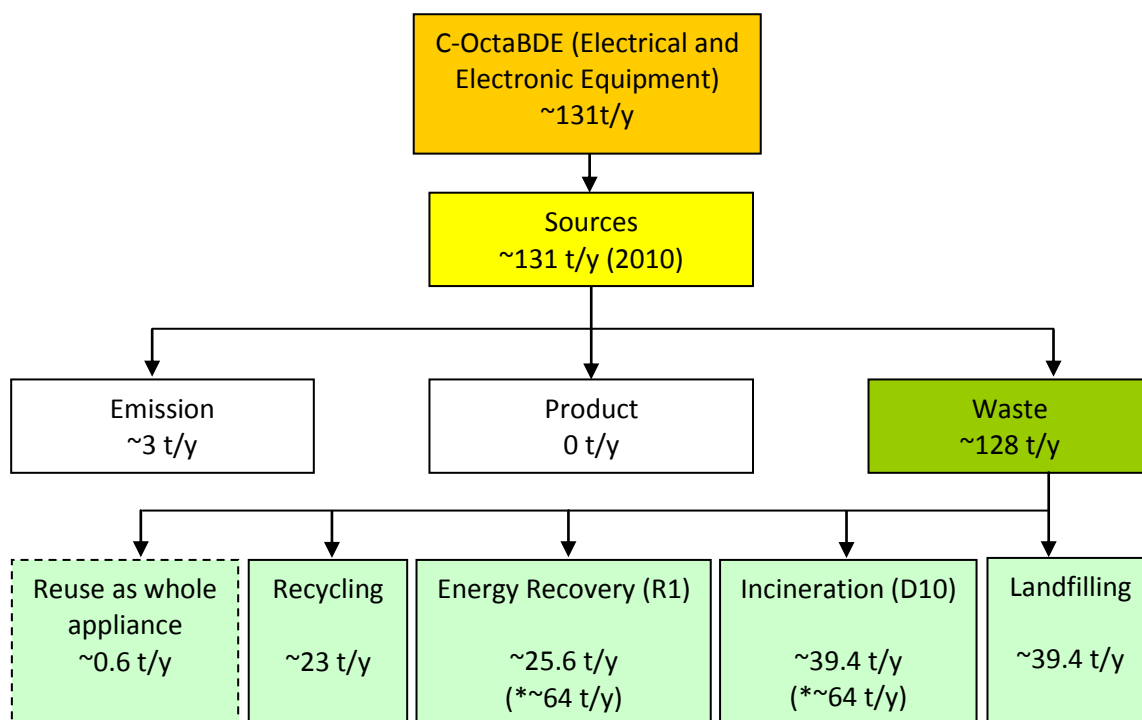 C-OctaBDE (Electrical and
Electronic Equipment)
~131t/y
Sources
~131 t/y (2010)
Emission
~3 t/y
Product
0 t/y
Waste
~128 t/y
Reuse as whole
appliance
~0.6 t/y
Recycling
~23 t/y
Energy Recovery (R1)
~25.6 t/y
(*~64 t/y)
Incineration (D10)
~39.4 t/y
(*~64 t/y)
Landfilling
~39.4 t/y